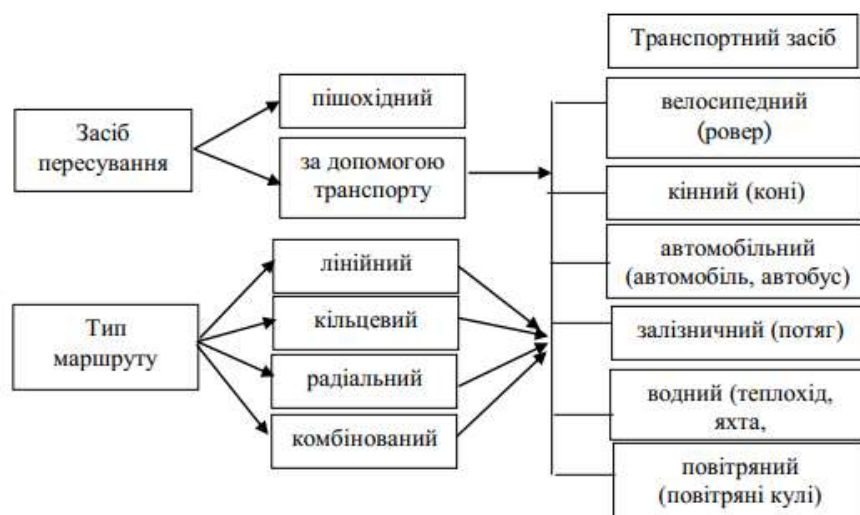 Засіб
пересування
пішохідний
за допомогою
транспорту
Тип
маршруту
лінійний
кільцевий
радіальний
комбінований
Транспортний засіб
велосипедний
(ровер)
кінний (коні)
автомобільний
(автомобіль, автобус)
залізничний (потяг)
водний (теплохід,
яхта,
повітряний
(повітряні кулі)